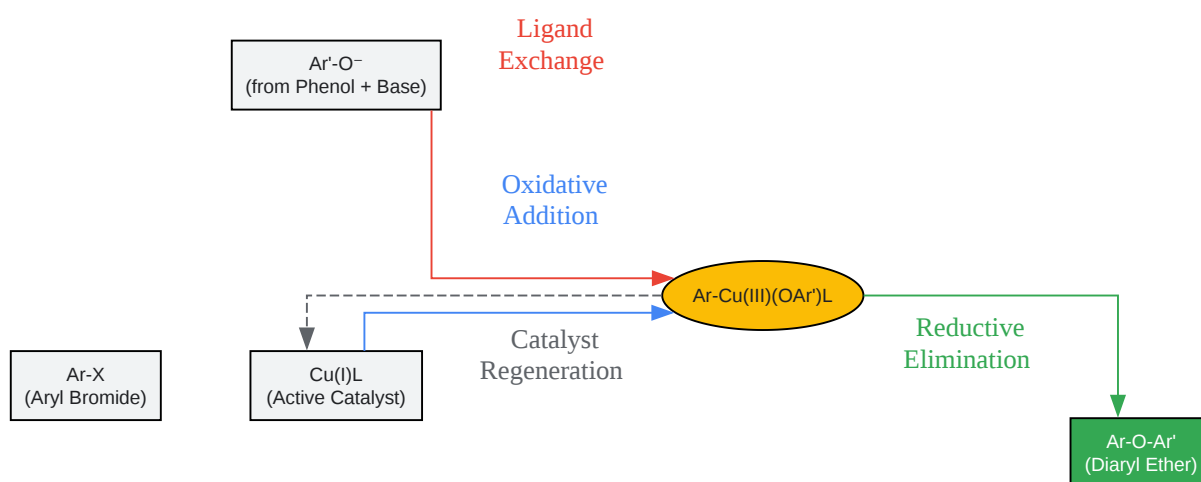 Ligand
Exchange
Ar'-O⁻
(from Phenol + Base)
Oxidative
Addition
Ar-Cu(III)(OAr')L
Catalyst
Regeneration
Reductive
Elimination
Ar-X
(Aryl Bromide)
Cu(I)L
(Active Catalyst)
Ar-O-Ar'
(Diaryl Ether)